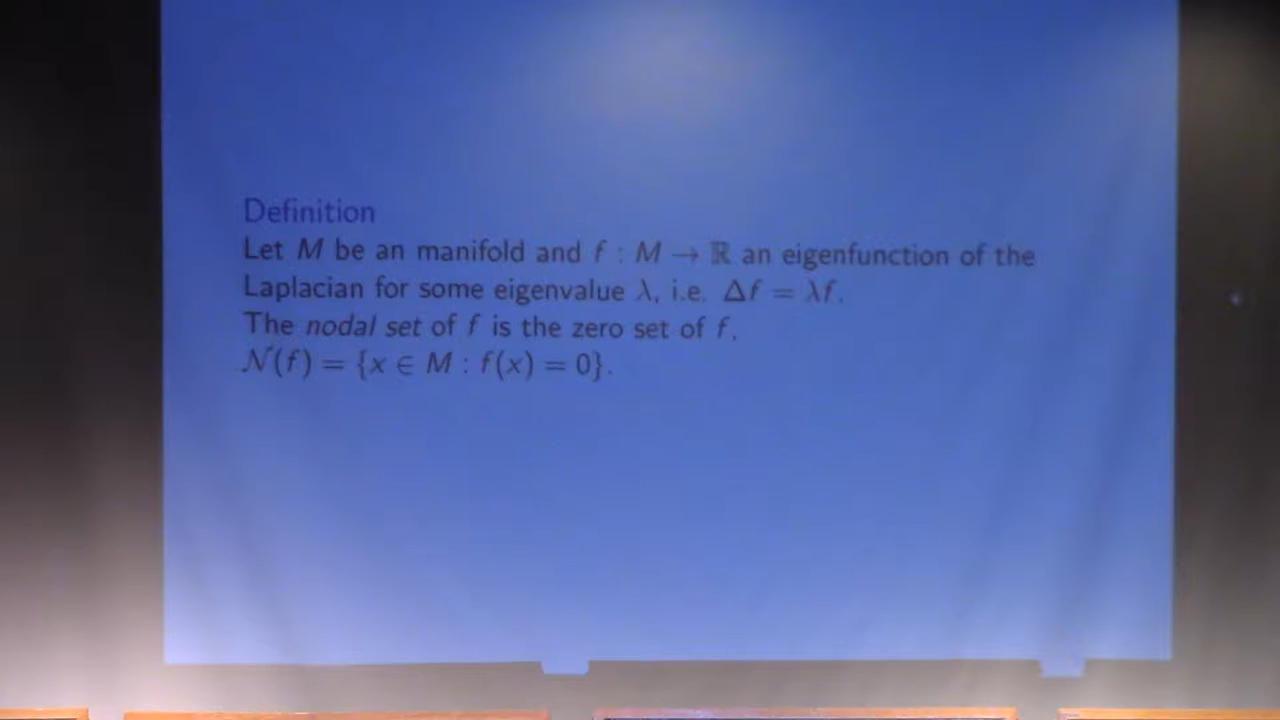 Definition
Let M be an manifold and f : M → ℝ an eigenfunction of the
Laplacian for some eigenvalue λ, i.e. Δf = λf.
The nodal set of f is the zero set of f,
𝒩(f) = {x ∈ M : f(x) = 0}.